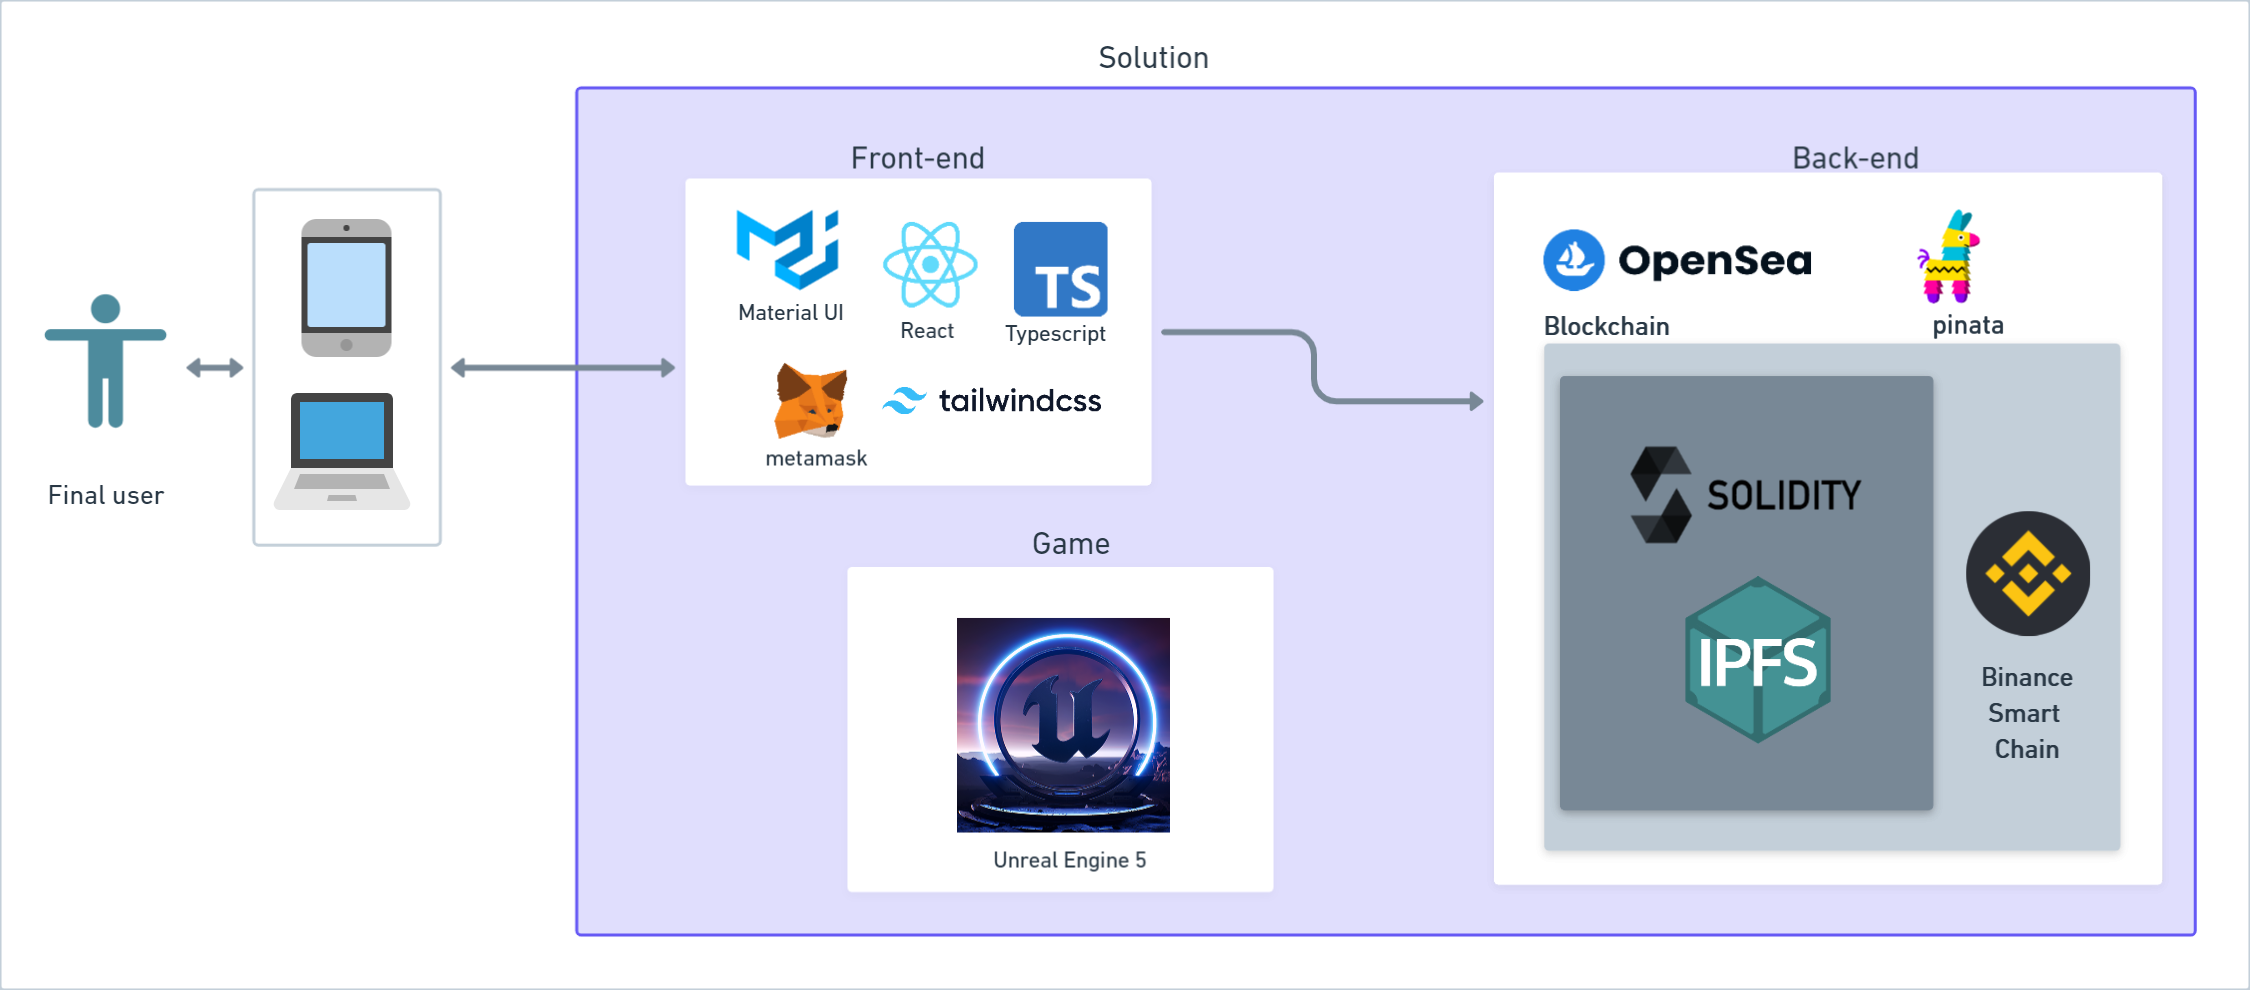 Solution
Final user
Front-end
Material UI
React
TS
Typescript
metamask
tailwindcss
Game
Unreal Engine 5
Back-end
OpenSea
pinata
Blockchain
SOLIDITY
IPFS
Binance
Smart
Chain